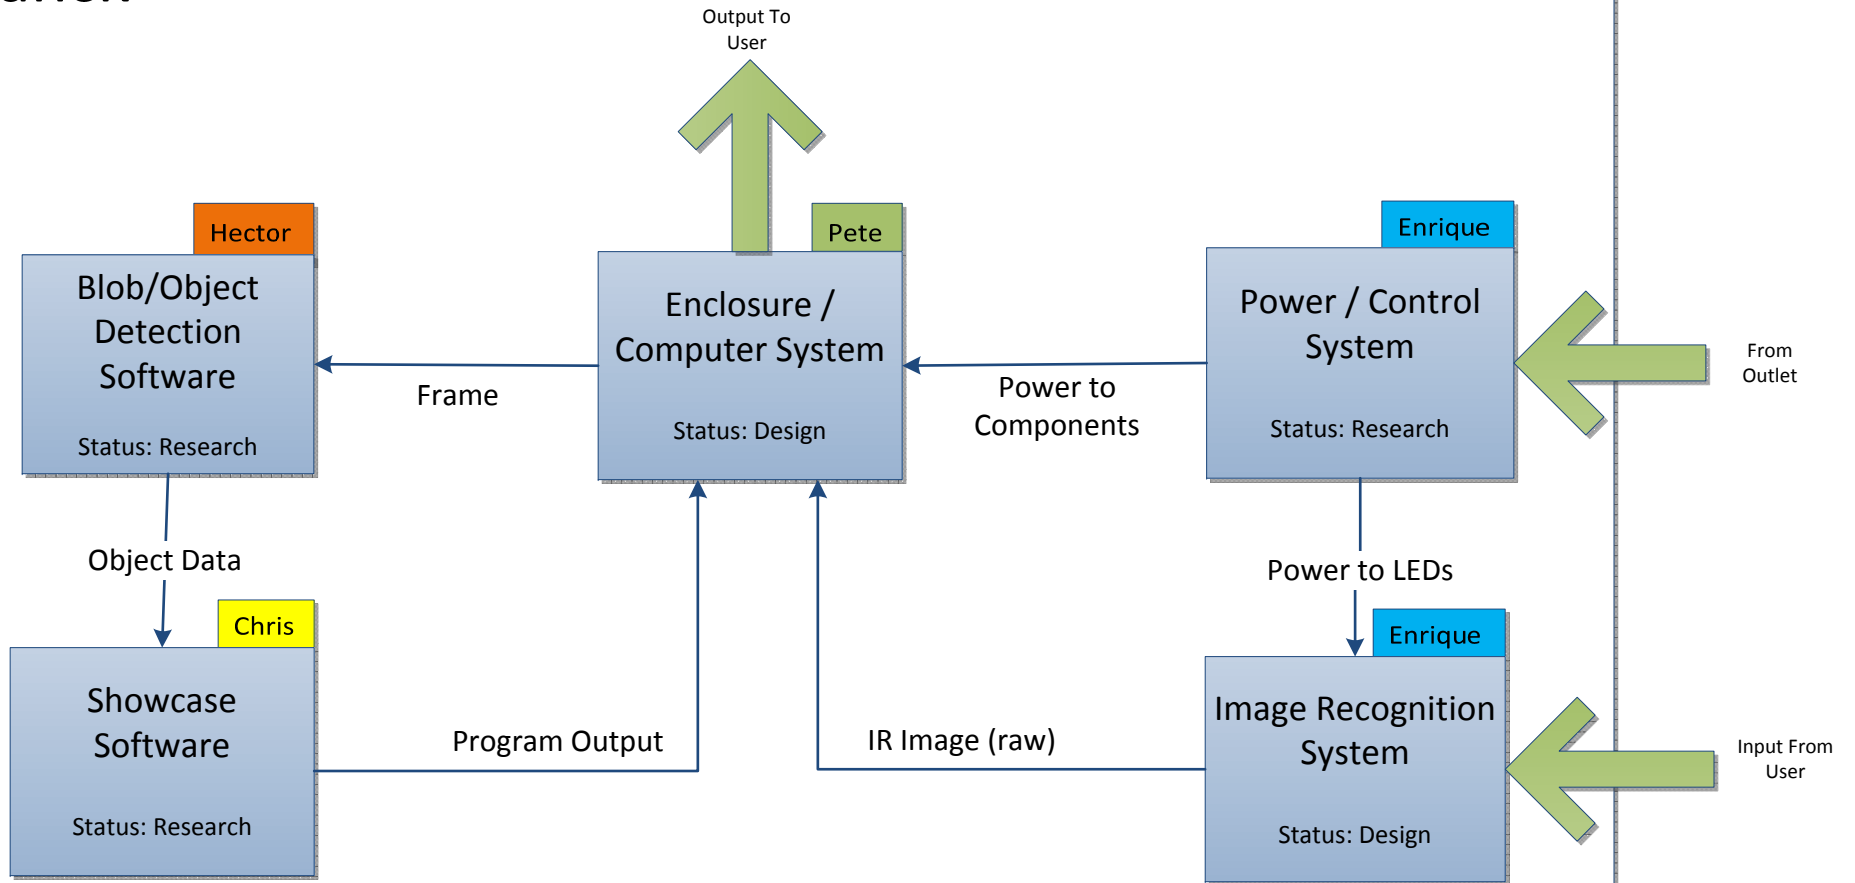 Output To
User
Hector
Blob/Object
Detection
Software
Status: Research
Pete
Enclosure /
Computer System
Status: Design
Enrique
Power / Control
System
Status: Research
From
Outlet
Frame
Power to
Components
Object Data
Power to LEDs
Chris
Showcase
Software
Status: Research
Program Output
IR Image (raw)
Enrique
Image Recognition
System
Status: Design
Input From
User